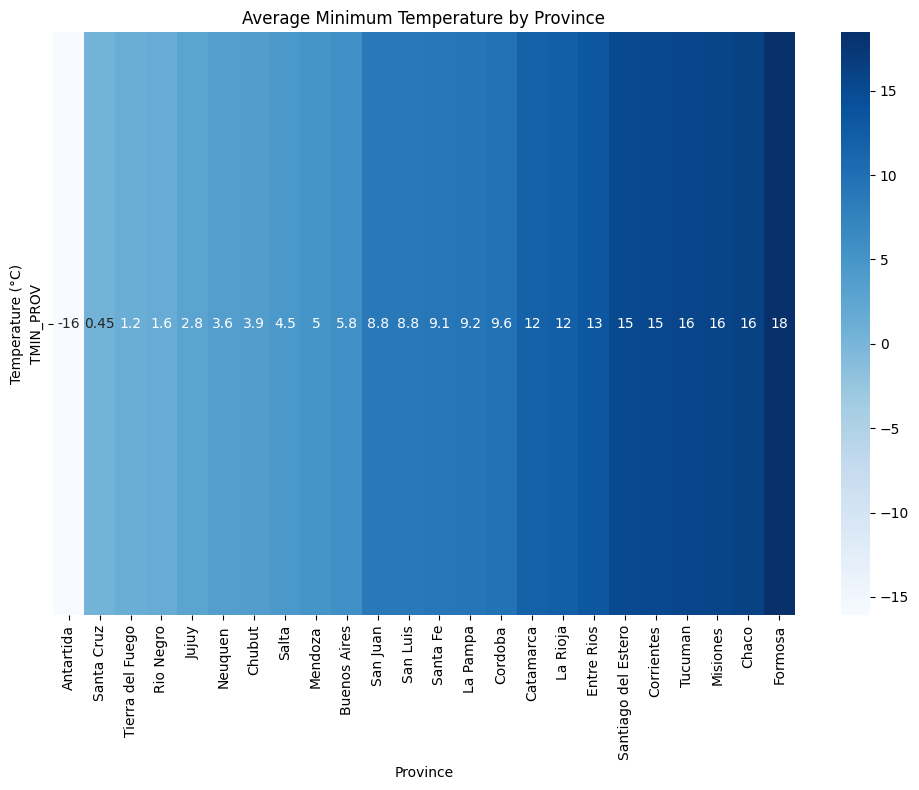 Average Minimum Temperature by Province
Temperature (°C)
TMIN_PROV
-16 0.45 1.2 1.6 2.8 3.6 3.9 4.5 5 5.8 8.8 8.8 9.1 9.2 9.6 12 12 13 15 15 16 16 16 18
Antartida
Santa Cruz
Tierra del Fuego
Rio Negro
Jujuy
Neuquen
Chubut
Salta
Mendoza
Buenos Aires
San Juan
San Luis
Santa Fe
La Pampa
Cordoba
Catamarca
La Rioja
Entre Rios
Santiago del Estero
Corrientes
Tucuman
Misiones
Chaco
Formosa
Province
15
10
5
0
−5
−10
−15